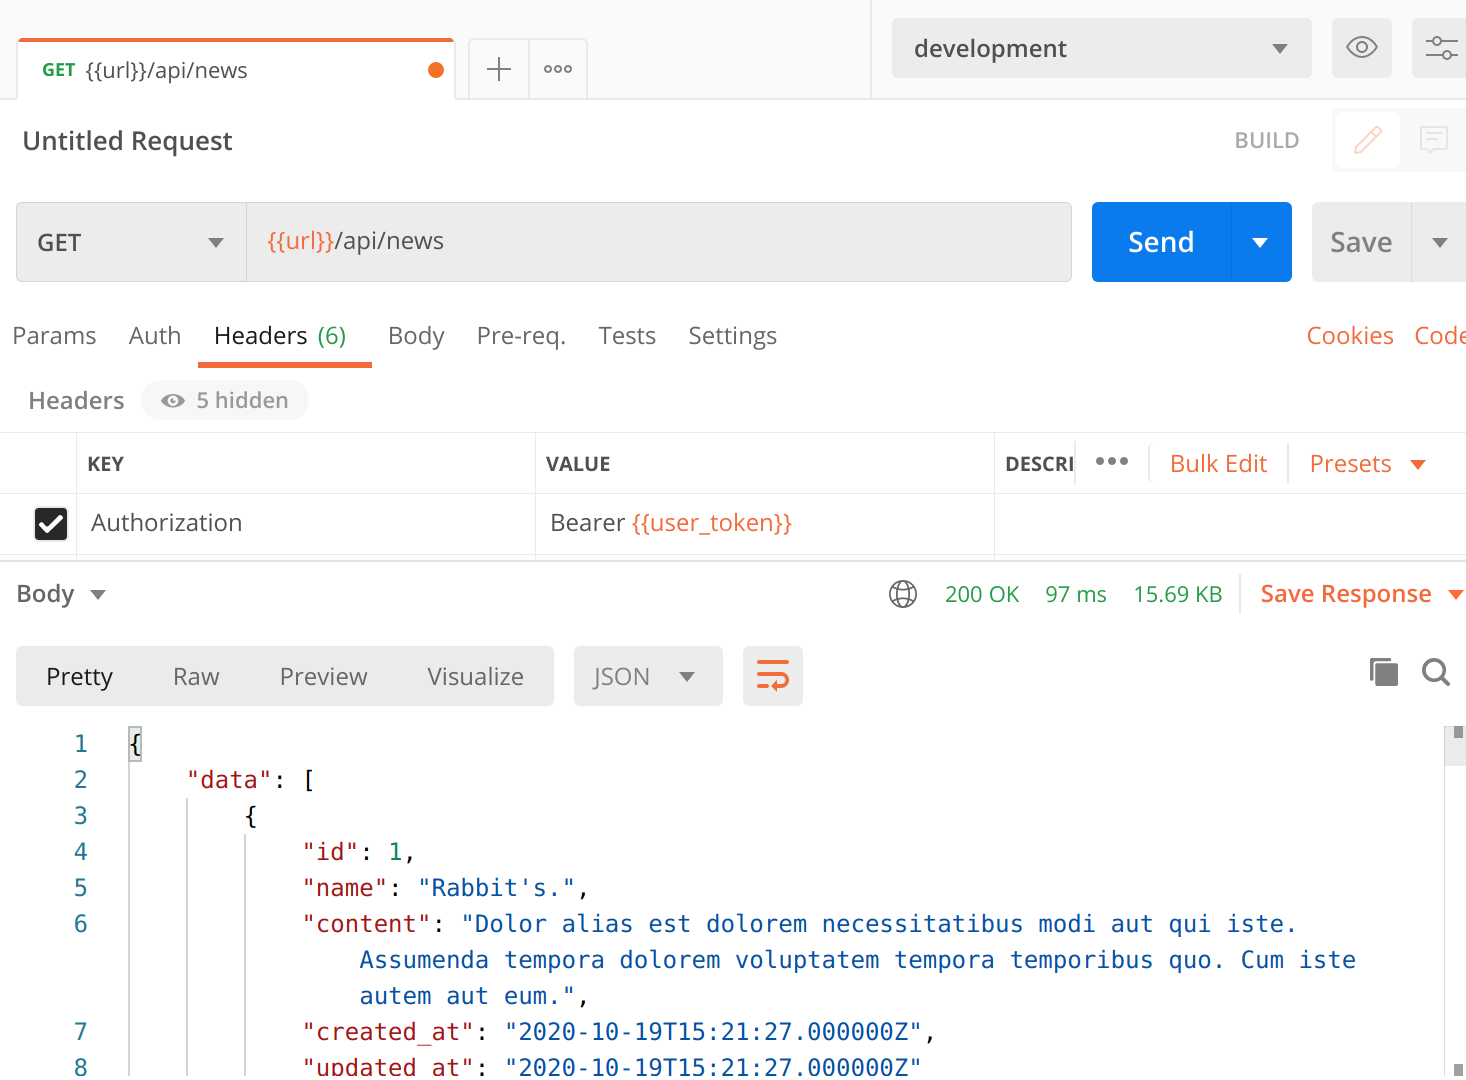 GET {{url}}/api/news
development
Untitled Request
BUILD
GET {{url}}/api/news Send Save
Params Auth Headers (6) Body Pre-req. Tests Settings Cookies Code
Headers 5 hidden
KEY VALUE DESCRI Bulk Edit Presets
Authorization Bearer {{user_token}}
Body 200 OK 97 ms 15.69 KB Save Response
Pretty Raw Preview Visualize JSON
1 {
2 "data": [
3 {
4 "id": 1,
5 "name": "Rabbit's.",
6 "content": "Dolor alias est dolorem necessitatibus modi aut qui iste.
Assumenda tempora dolorem voluptatem tempora temporibus quo. Cum iste
autem aut eum.",
7 "created_at": "2020-10-19T15:21:27.000000Z",
8 "updated_at": "2020-10-19T15:21:27.000000Z"